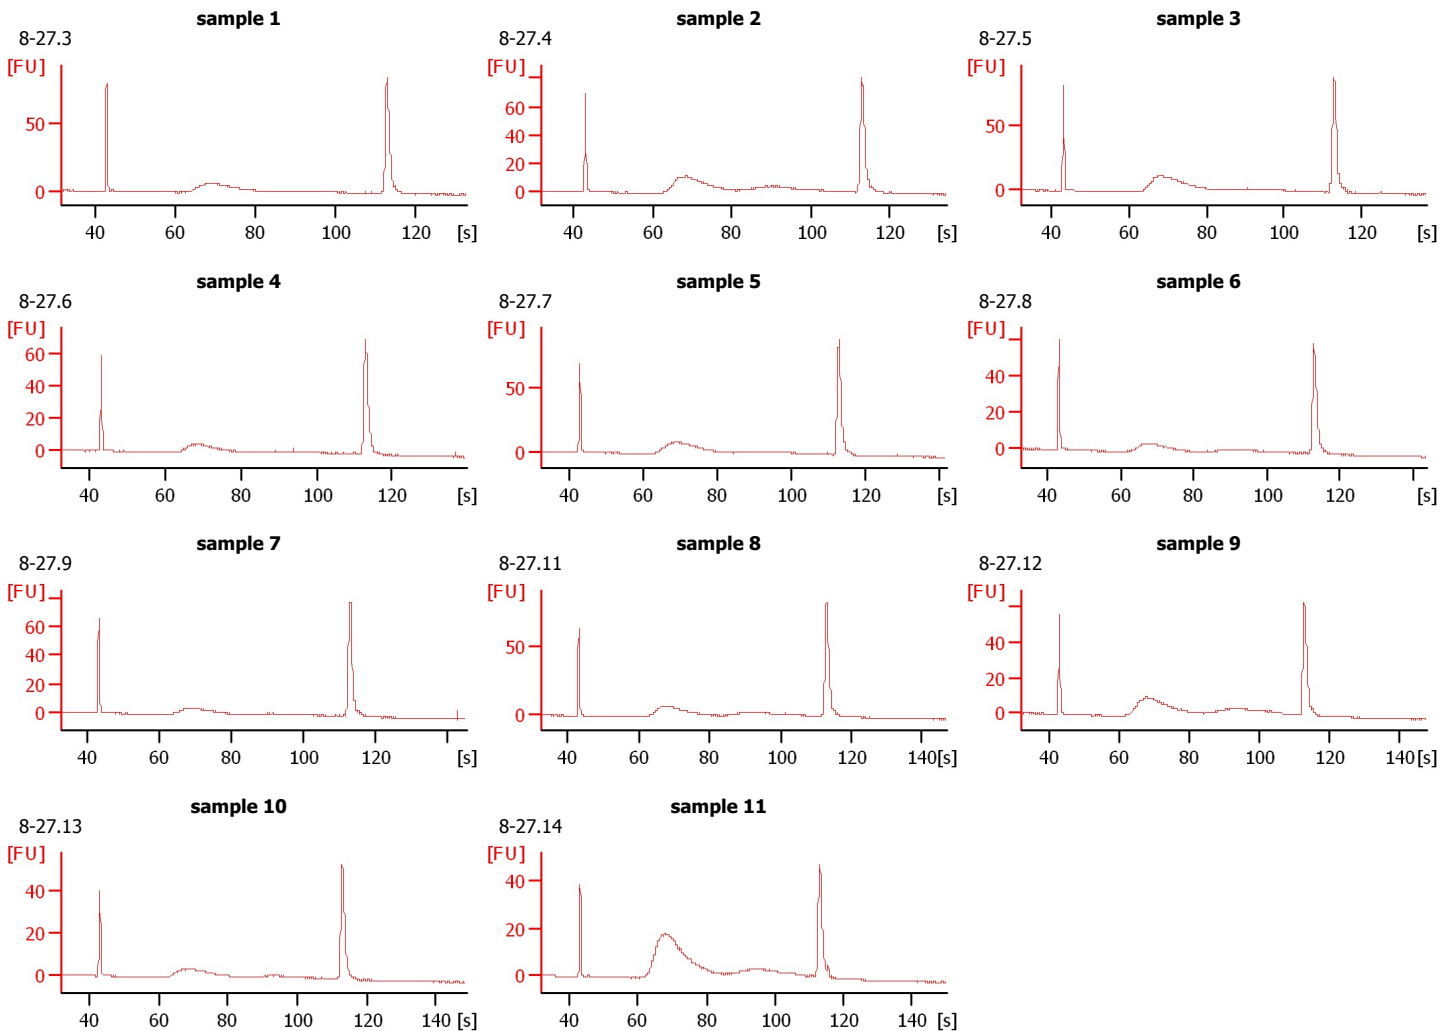 sample 1
8-27.3
[FU]
50
0
40 60 80 100 120 [s]
sample 2
8-27.4
[FU]
60
40
20
0
40 60 80 100 120 [s]
sample 3
8-27.5
[FU]
50
0
40 60 80 100 120 [s]
sample 4
8-27.6
[FU]
60
40
20
0
40 60 80 100 120 [s]
sample 5
8-27.7
[FU]
50
0
40 60 80 100 120 [s]
sample 6
8-27.8
[FU]
40
20
0
40 60 80 100 120 [s]
sample 7
8-27.9
[FU]
60
40
20
0
40 60 80 100 120 [s]
sample 8
8-27.11
[FU]
50
0
40 60 80 100 120 140 [s]
sample 9
8-27.12
[FU]
40
20
0
40 60 80 100 120 140 [s]
sample 10
8-27.13
[FU]
40
20
0
40 60 80 100 120 140 [s]
sample 11
8-27.14
[FU]
40
20
0
40 60 80 100 120 140 [s]